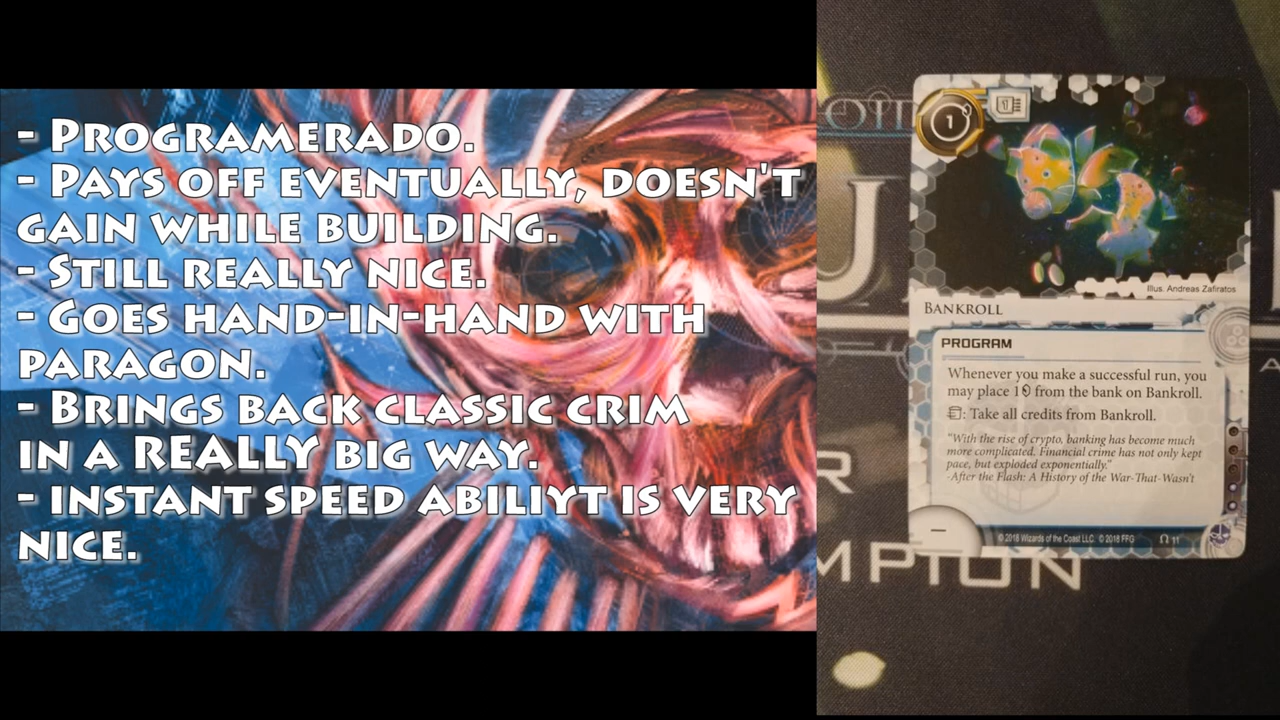 - Programerado.
- Pays off eventually, doesn't
gain while building.
- Still really nice.
- Goes hand-in-hand with
paragon.
- Brings back classic crim
in a REALLY big way.
- instant speed abiliyt is very
nice.
1
1
Illus. Andreas Zafiratos
Bankroll
PROGRAM
Whenever you make a successful run, you
may place 1 from the bank on Bankroll.
: Take all credits from Bankroll.
"With the rise of crypto, banking has become much
more complicated. Financial crime has not only kept
pace, but exploded exponentially."
-After the Flash: A History of the War-That-Wasn't
–
© 2018 Wizards of the Coast LLC. © 2018 FFG
Ω 11
MPION